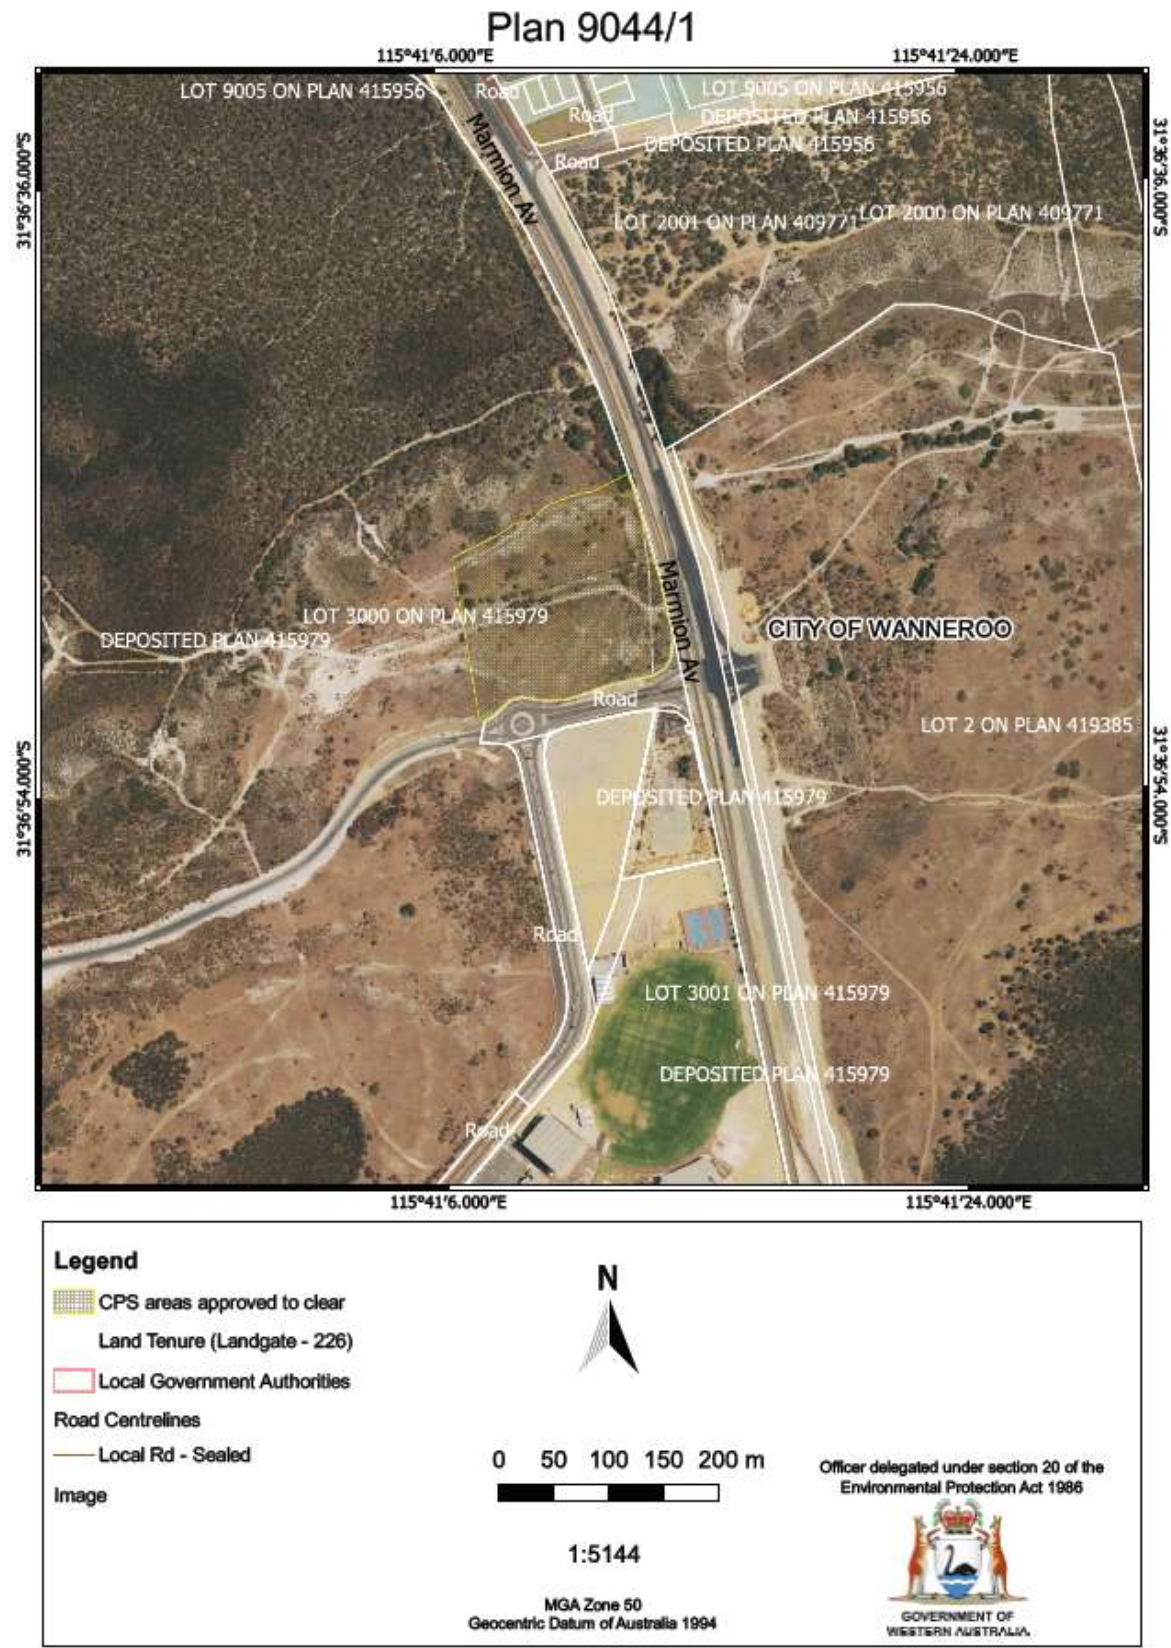 Plan 9044/1
115°41'6.000"E
115°41'24.000"E
LOT 9005 ON PLAN 415956
Road
LOT 9005 ON PLAN 415956
Road
DEPOSITED PLAN 415956
DEPOSITED PLAN 415956
Road
Marmion Av
31°36'36.000"S
31°36'36.000"S
LOT 2001 ON PLAN 409771
LOT 2000 ON PLAN 409771
Marmion Av
LOT 3000 ON PLAN 415979
DEPOSITED PLAN 415979
CITY OF WANNEROO
Road
LOT 2 ON PLAN 419385
31°36'54.000"S
31°36'54.000"S
DEPOSITED PLAN 415979
Road
LOT 3001 ON PLAN 415979
DEPOSITED PLAN 415979
Road
115°41'6.000"E
115°41'24.000"E
Legend
CPS areas approved to clear
Land Tenure (Landgate - 226)
Local Government Authorities
Road Centrelines
Local Rd - Sealed
Image
N
0 50 100 150 200 m
1:5144
MGA Zone 50
Geocentric Datum of Australia 1994
Officer delegated under section 20 of the
Environmental Protection Act 1986
GOVERNMENT OF
WESTERN AUSTRALIA